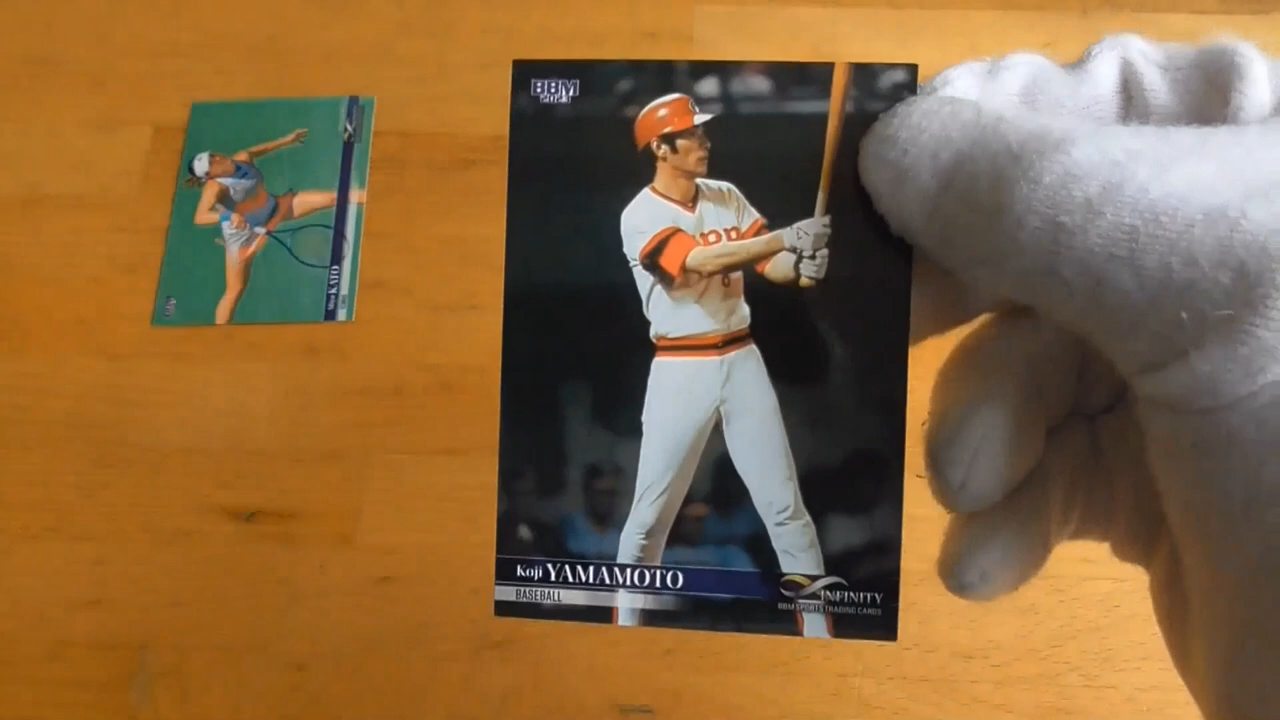 BBM
2023
Koji YAMAMOTO
BASEBALL
INFINITY
BBM SPORTS TRADING CARDS
KATO